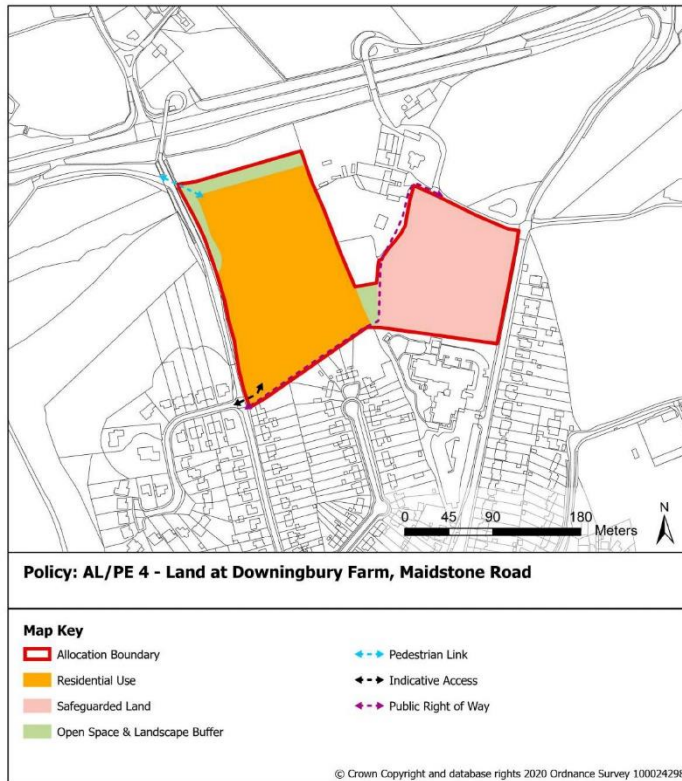 N
0 45 90 180
Meters
Policy: AL/PE 4 - Land at Downingbury Farm, Maidstone Road
Map Key
Allocation Boundary
Residential Use
Safeguarded Land
Open Space & Landscape Buffer
Pedestrian Link
Indicative Access
Public Right of Way
© Crown Copyright and database rights 2020 Ordnance Survey 100024298